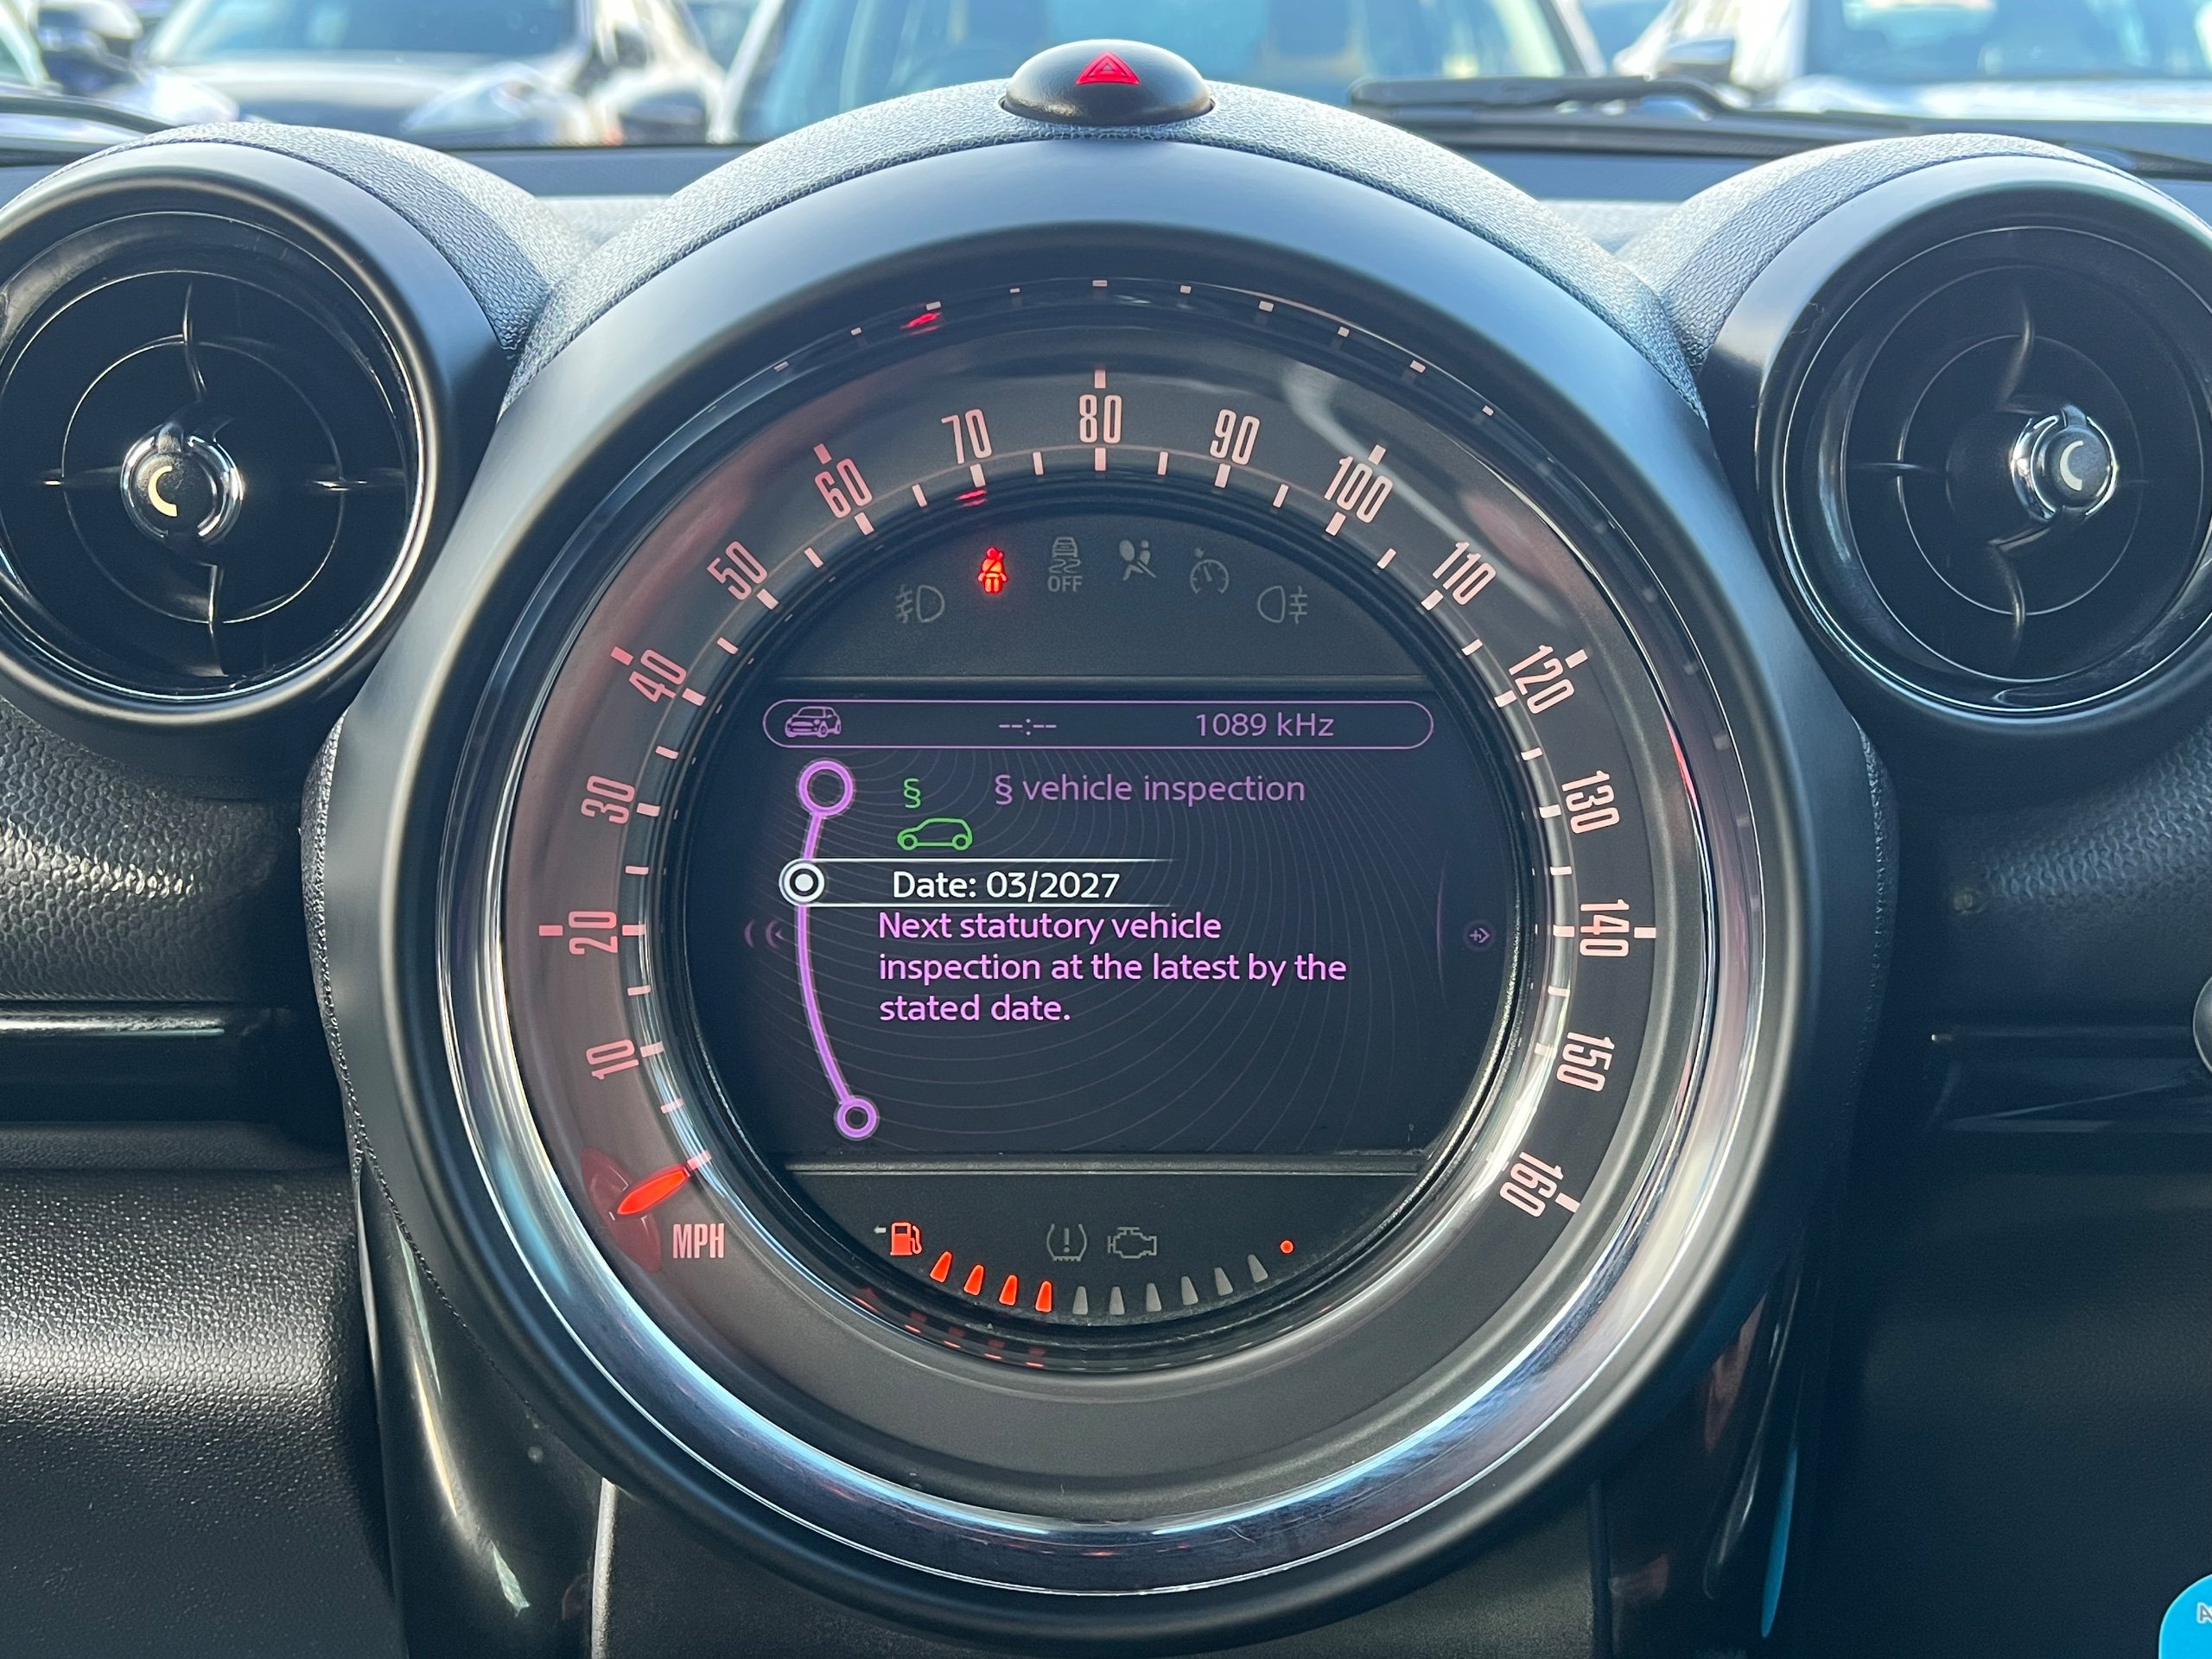 80
70
90
60
100
50
OFF
110
40
120
--:-- 1089 kHz
§ § vehicle inspection
30
130
Date: 03/2027
20
Next statutory vehicle
140
inspection at the latest by the
stated date.
10
150
160
MPH